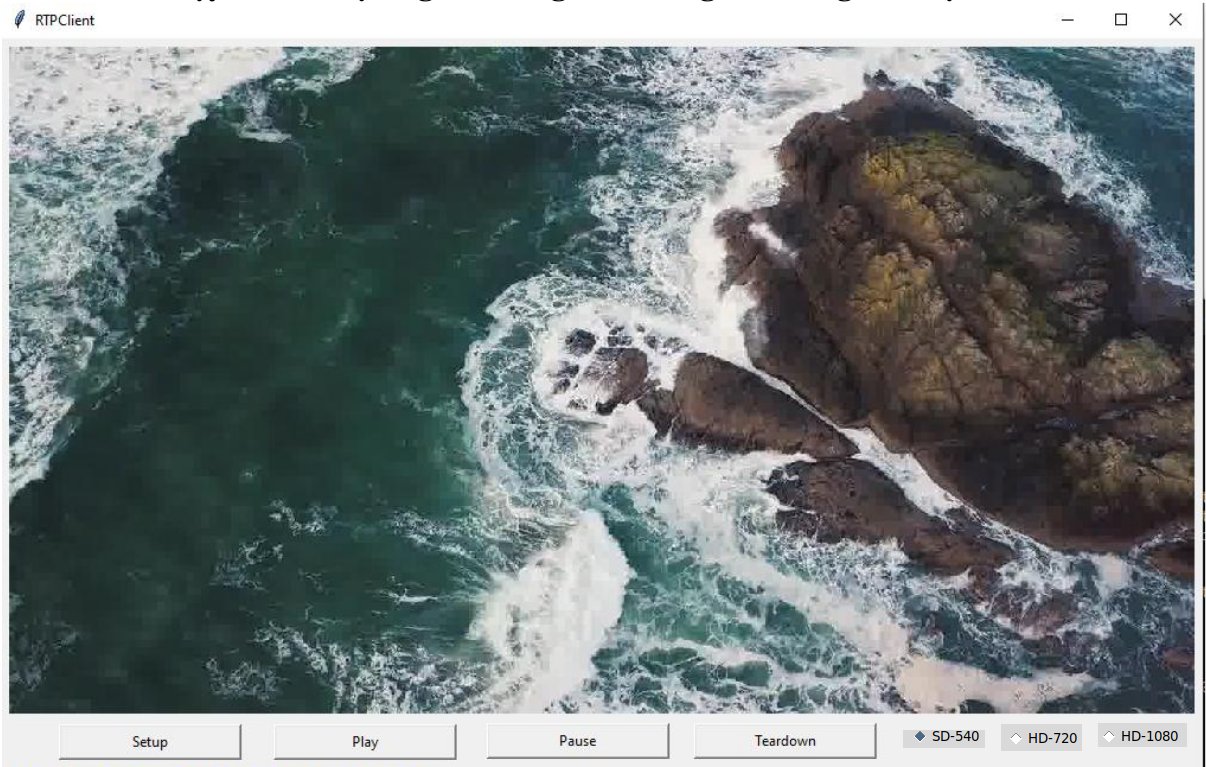 RTPClient
Setup
Play
Pause
Teardown
SD-540
HD-720
HD-1080